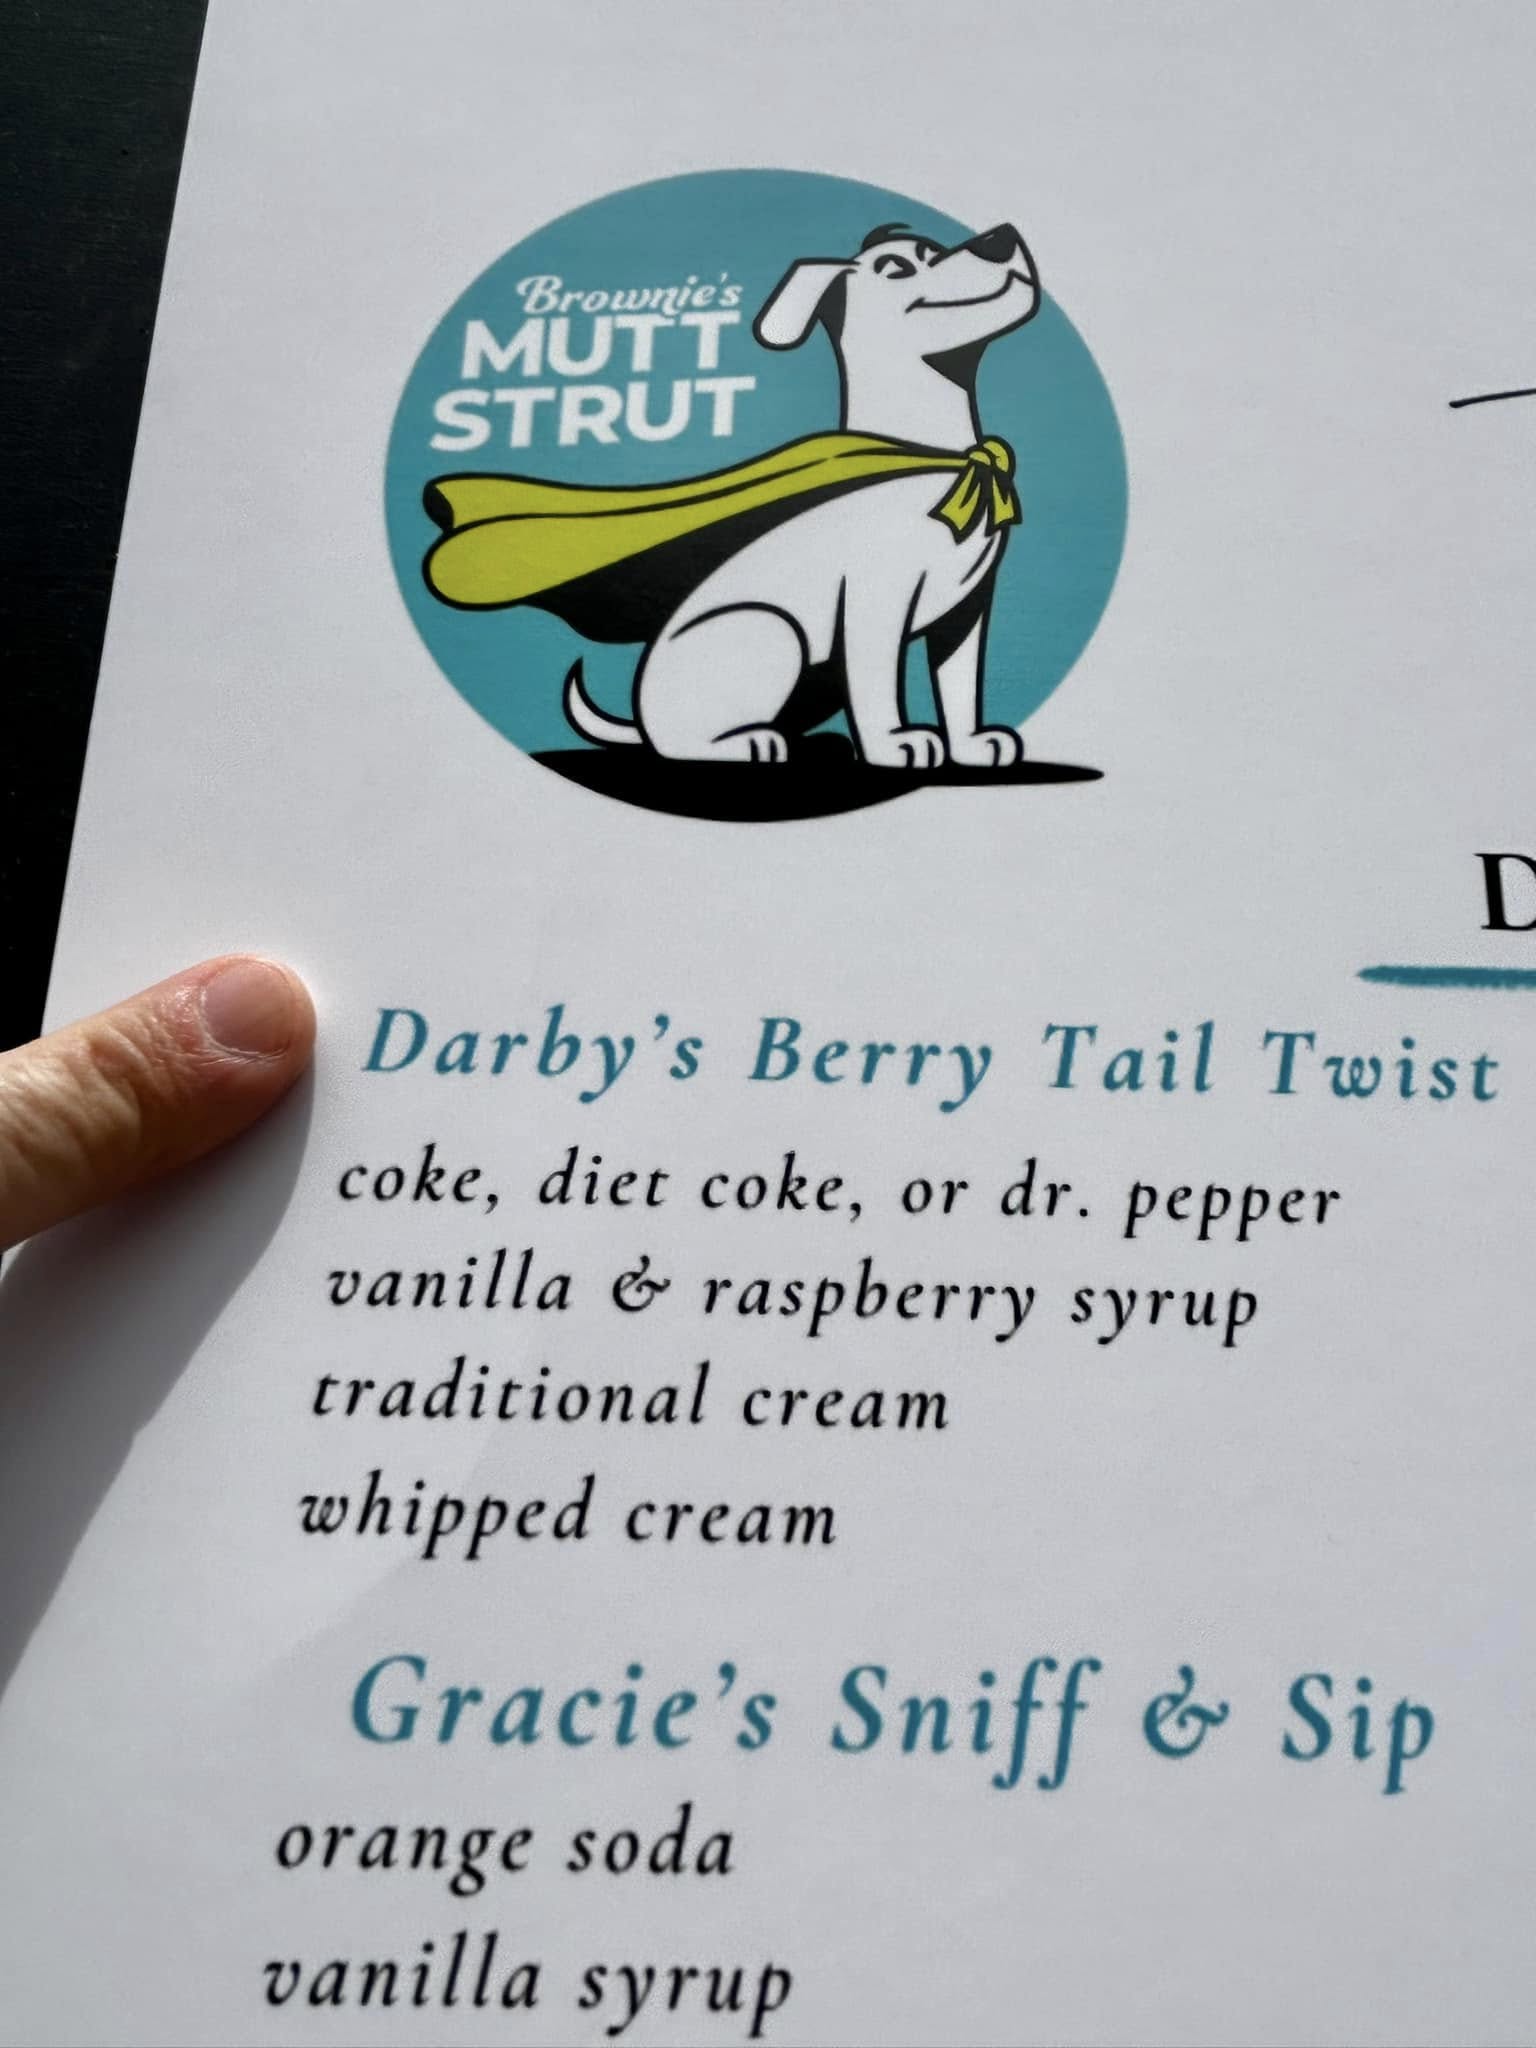 Brownie's
MUTT
STRUT
D
Darby's Berry Tail Twist
coke, diet coke, or dr. pepper
vanilla & raspberry syrup
traditional cream
whipped cream
Gracie's Sniff & Sip
orange soda
vanilla syrup